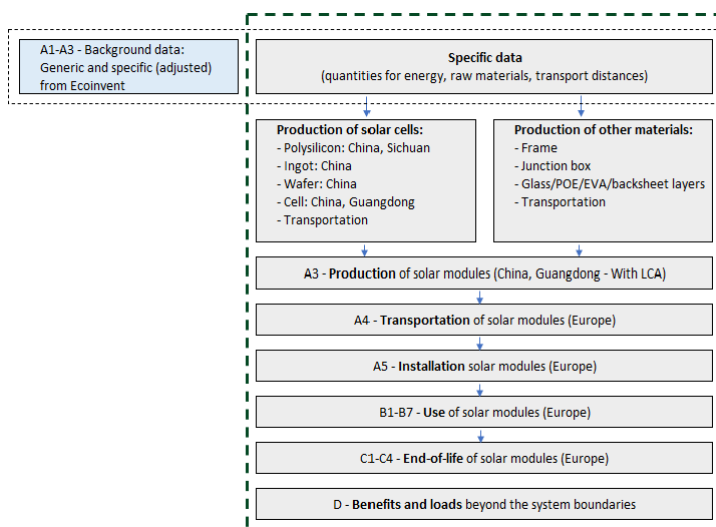 A1-A3 - Background data:
Generic and specific (adjusted)
from Ecoinvent
Specific data
(quantities for energy, raw materials, transport distances)
Production of solar cells:
- Polysilicon: China, Sichuan
- Ingot: China
- Wafer: China
- Cell: China, Guangdong
- Transportation
Production of other materials:
- Frame
- Junction box
- Glass/POE/EVA/backsheet layers
- Transportation
A3 - Production of solar modules (China, Guangdong - With LCA)
A4 - Transportation of solar modules (Europe)
A5 - Installation solar modules (Europe)
B1-B7 - Use of solar modules (Europe)
C1-C4 - End-of-life of solar modules (Europe)
D - Benefits and loads beyond the system boundaries